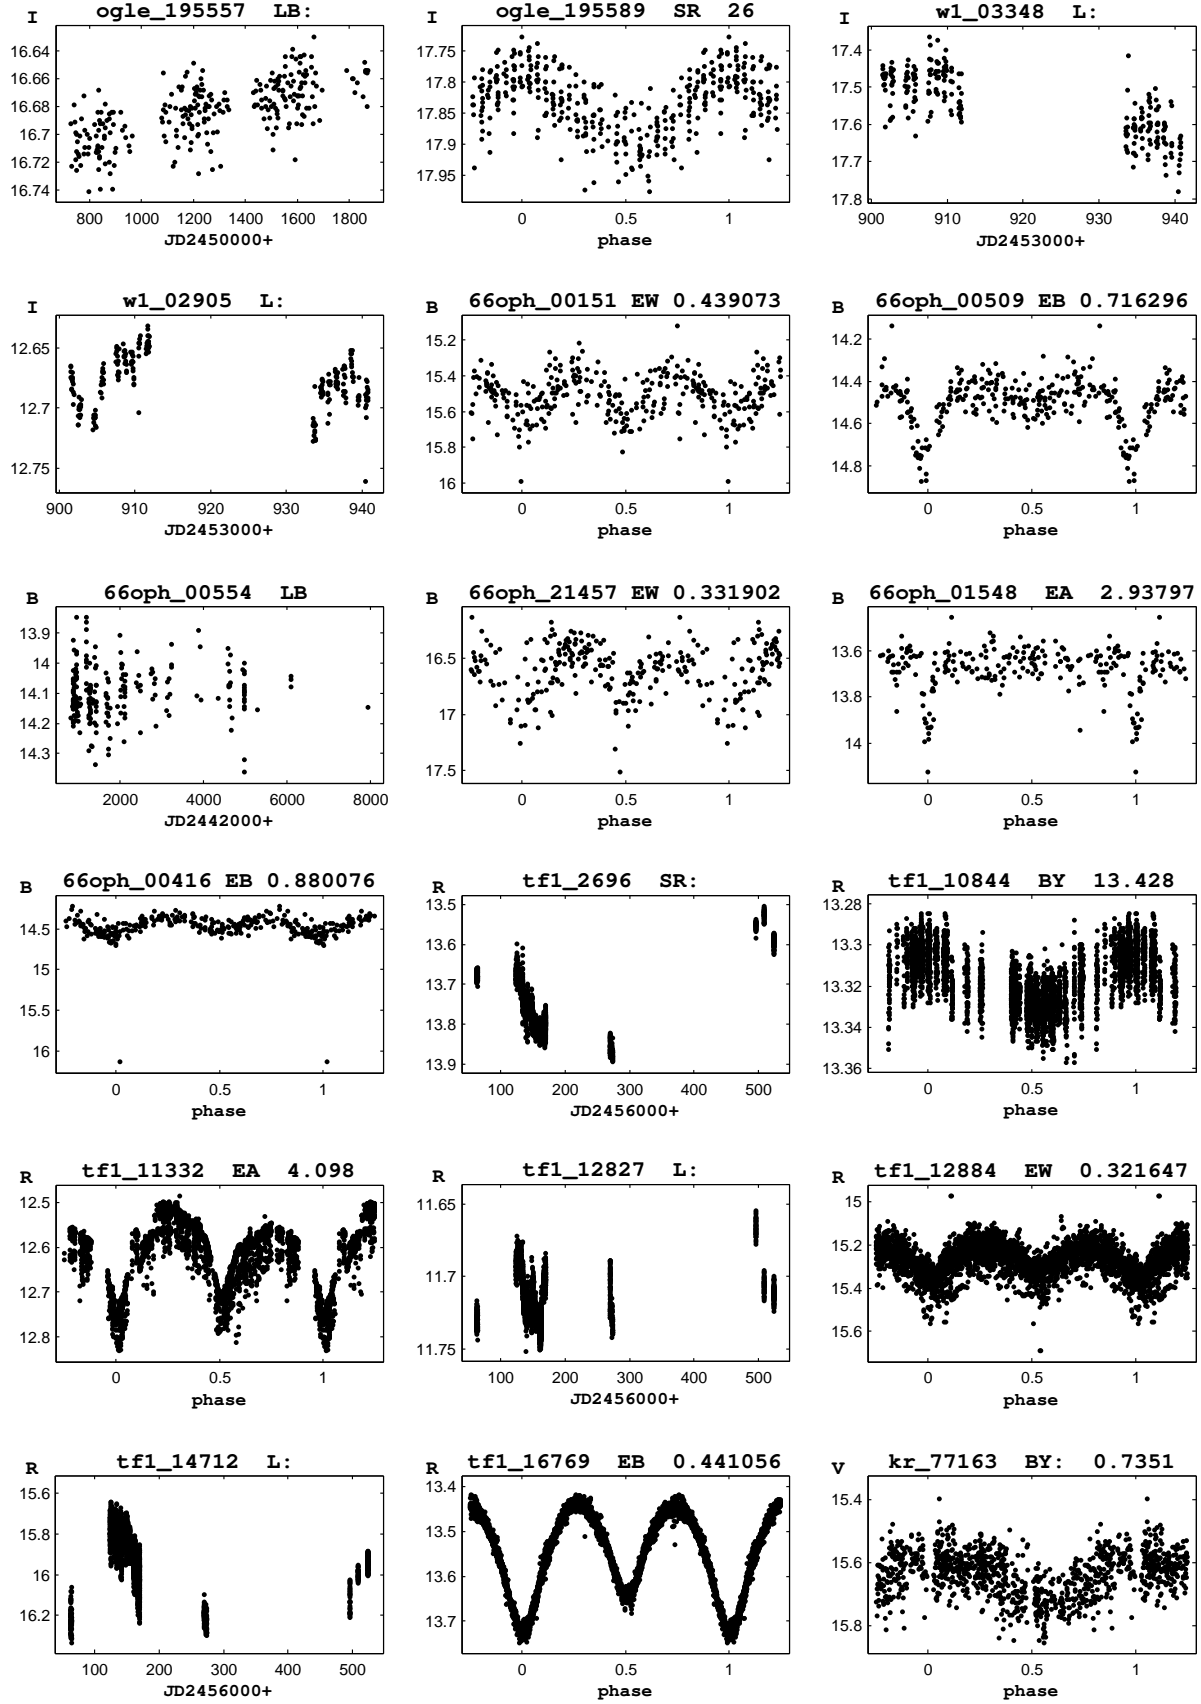 I ogle_195557 LB:
16.64
16.66
16.68
16.7
16.72
16.74
800 1000 1200 1400 1600 1800
JD2450000+
I ogle_195589 SR 26
17.75
17.8
17.85
17.9
17.95
0 0.5 1
phase
I w1_03348 L:
17.4
17.5
17.6
17.7
17.8
900 910 920 930 940
JD2453000+
I w1_02905 L:
12.65
12.7
12.75
900 910 920 930 940
JD2453000+
B 66oph_00151 EW 0.439073
15.2
15.4
15.6
15.8
16
0 0.5 1
phase
B 66oph_00509 EB 0.716296
14.2
14.4
14.6
14.8
0 0.5 1
phase
B 66oph_00554 LB
13.9
14
14.1
14.2
14.3
2000 4000 6000 8000
JD2442000+
B 66oph_21457 EW 0.331902
16.5
17
17.5
0 0.5 1
phase
B 66oph_01548 EA 2.93797
13.6
13.8
14
0 0.5 1
phase
B 66oph_00416 EB 0.880076
14.5
15
15.5
16
0 0.5 1
phase
R tf1_2696 SR:
13.5
13.6
13.7
13.8
13.9
100 200 300 400 500
JD2456000+
R tf1_10844 BY 13.428
13.28
13.3
13.32
13.34
13.36
0 0.5 1
phase
R tf1_11332 EA 4.098
12.5
12.6
12.7
12.8
0 0.5 1
phase
R tf1_12827 L:
11.65
11.7
11.75
100 200 300 400 500
JD2456000+
R tf1_12884 EW 0.321647
15
15.2
15.4
15.6
0 0.5 1
phase
R tf1_14712 L:
15.6
15.8
16
16.2
100 200 300 400 500
JD2456000+
R tf1_16769 EB 0.441056
13.4
13.5
13.6
13.7
0 0.5 1
phase
V kr_77163 BY: 0.7351
15.4
15.6
15.8
0 0.5 1
phase